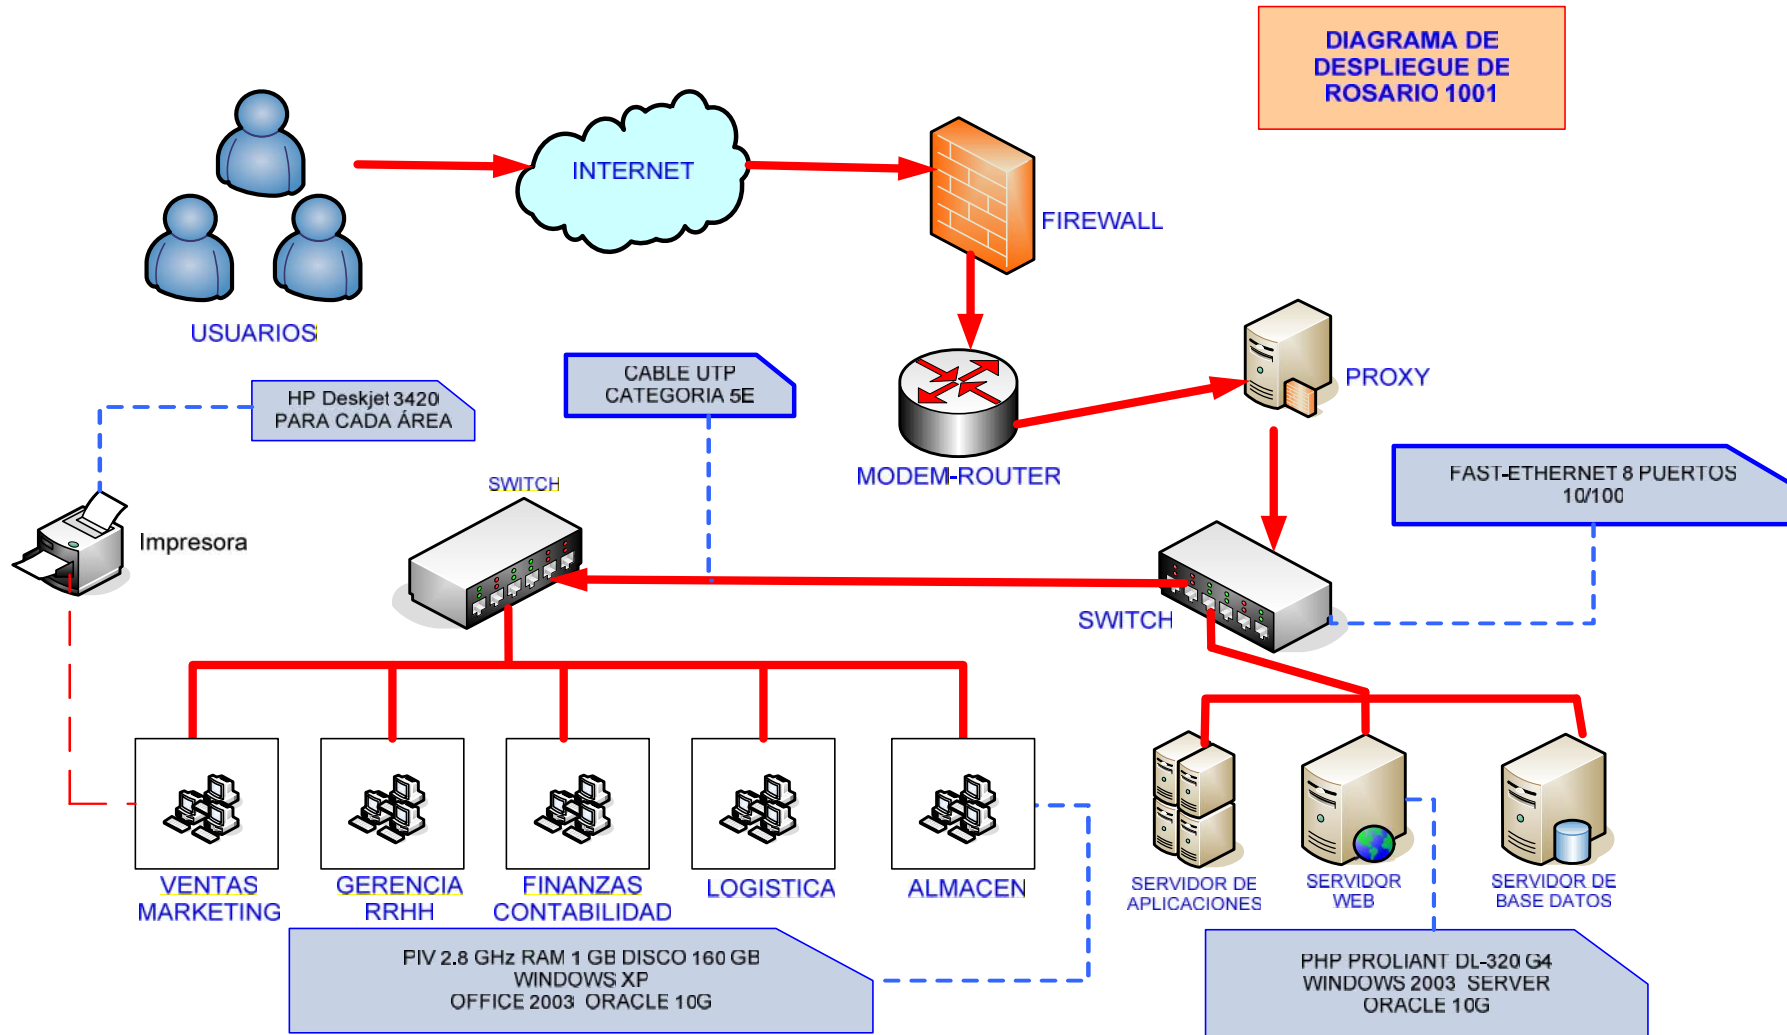 DIAGRAMA DE
DESPLIEGUE DE
ROSARIO 1001
INTERNET
FIREWALL
USUARIOS
PROXY
CABLE UTP
CATEGORIA 5E
HP Deskjet 3420
PARA CADA ÁREA
MODEM-ROUTER
FAST-ETHERNET 8 PUERTOS
10/100
SWITCH
Impresora
SWITCH
VENTAS
MARKETING
GERENCIA
RRHH
FINANZAS
CONTABILIDAD
LOGISTICA
ALMACEN
SERVIDOR DE
APLICACIONES
SERVIDOR
WEB
SERVIDOR DE
BASE DATOS
PIV 2.8 GHz RAM 1 GB DISCO 160 GB
WINDOWS XP
OFFICE 2003 ORACLE 10G
PHP PROLIANT DL-320 G4
WINDOWS 2003 SERVER
ORACLE 10G